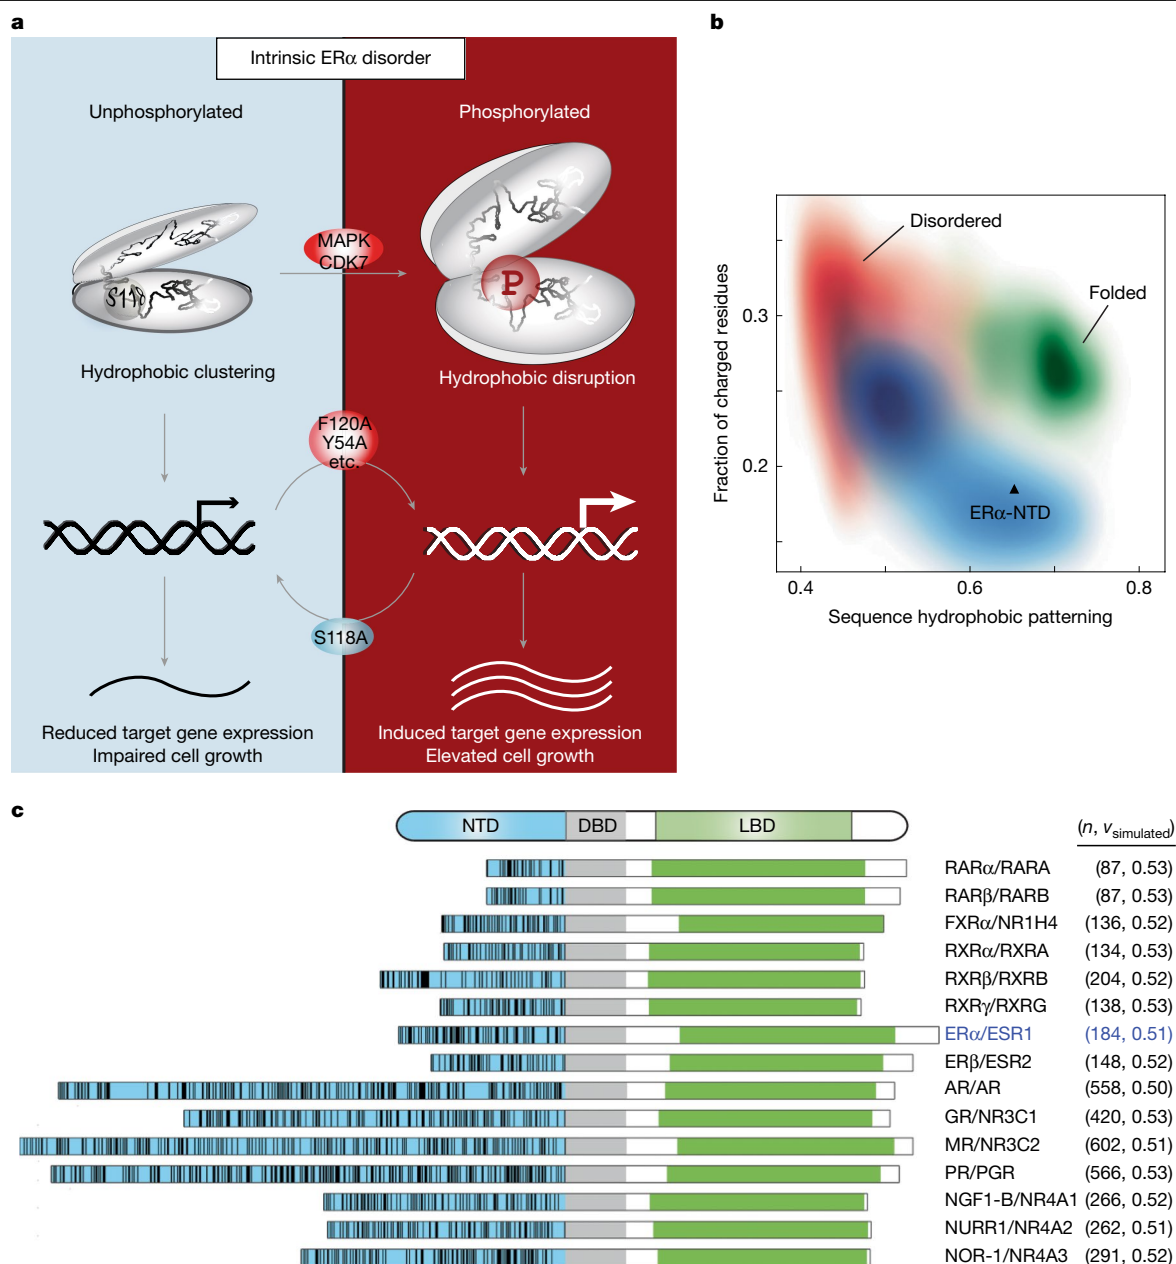 a
Intrinsic ERα disorder
Unphosphorylated
Phosphorylated
MAPK
CDK7
S118
P
Hydrophobic clustering
Hydrophobic disruption
F120A
Y54A
etc.
S118A
Reduced target gene expression
Impaired cell growth
Induced target gene expression
Elevated cell growth
b
Disordered
Folded
ERα-NTD
Fraction of charged residues
0.3
0.2
0.4
0.6
0.8
Sequence hydrophobic patterning
c
NTD
DBD
LBD
(n, vsimulated)
RARα/RARA (87, 0.53)
RARβ/RARB (87, 0.53)
FXRα/NR1H4 (136, 0.52)
RXRα/RXRA (134, 0.53)
RXRβ/RXRB (204, 0.52)
RXRγ/RXRG (138, 0.53)
ERα/ESR1 (184, 0.51)
ERβ/ESR2 (148, 0.52)
AR/AR (558, 0.50)
GR/NR3C1 (420, 0.53)
MR/NR3C2 (602, 0.51)
PR/PGR (566, 0.53)
NGF1-B/NR4A1 (266, 0.52)
NURR1/NR4A2 (262, 0.51)
NOR-1/NR4A3 (291, 0.52)